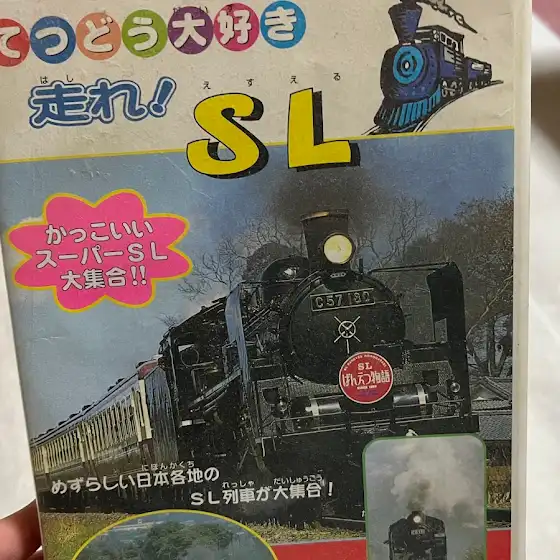 てつどう大好き
はし
走れ!
えすえる
SL
かっこいい
スーパーSL
大集合!!
C57 180
SL
ばんえつ物語
にほんかくち
めずらしい日本各地の
れっしゃ だいしゅうごう
SL列車が大集合!